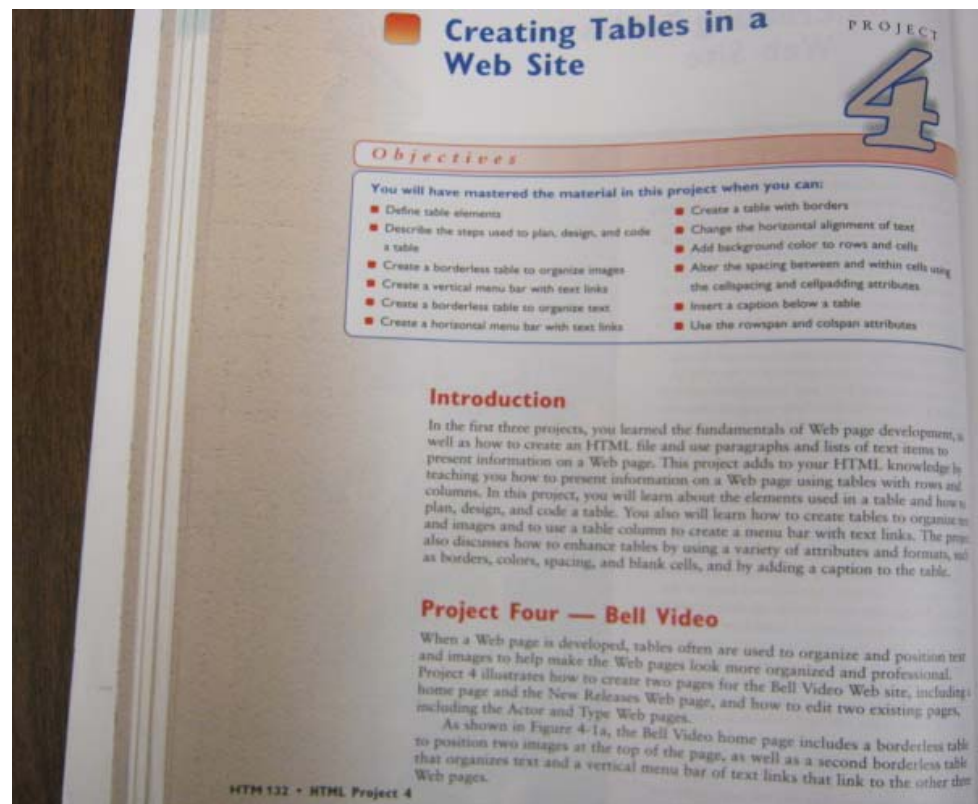 Creating Tables in a
Web Site
PROJECT
4
Objectives
You will have mastered the material in this project when you can:
■ Define table elements
■ Describe the steps used to plan, design, and code
a table
■ Create a borderless table to organize images
■ Create a vertical menu bar with text links
■ Create a borderless table to organize text
■ Create a horizontal menu bar with text links
■ Create a table with borders
■ Change the horizontal alignment of text
■ Add background color to rows and cells
■ Alter the spacing between and within cells using
the cellspacing and cellpadding attributes
■ Insert a caption below a table
■ Use the rowspan and colspan attributes
Introduction
In the first three projects, you learned the fundamentals of Web page development,
well as how to create an HTML file and use paragraphs and lists of text items to
present information on a Web page. This project adds to your HTML knowledge by
teaching you how to present information on a Web page using tables with rows and
columns. In this project, you will learn about the elements used in a table and how to
plan, design, and code a table. You also will learn how to create tables to organize
and images and to use a table column to create a menu bar with text links. The
also discusses how to enhance tables by using a variety of attributes and formats,
as borders, colors, spacing, and blank cells, and by adding a caption to the table.
Project Four — Bell Video
When a Web page is developed, tables often are used to organize and position text
and images to help make the Web pages look more organized and professional.
Project 4 illustrates how to create two pages for the Bell Video Web site, including
home page and the New Releases Web page, and how to edit two existing pages,
including the Actor and Type Web pages.
As shown in Figure 4-1a, the Bell Video home page includes a borderless table
to position two images at the top of the page, as well as a second borderless table
that organizes text and a vertical menu bar of text links that link to the other
Web pages.
HTM 132 • HTML Project 4